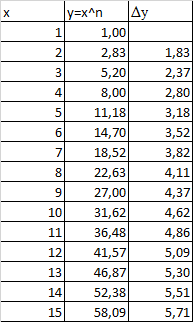 x y=x^n Δy
1 1,00
2 2,83 1,83
3 5,20 2,37
4 8,00 2,80
5 11,18 3,18
6 14,70 3,52
7 18,52 3,82
8 22,63 4,11
9 27,00 4,37
10 31,62 4,62
11 36,48 4,86
12 41,57 5,09
13 46,87 5,30
14 52,38 5,51
15 58,09 5,71